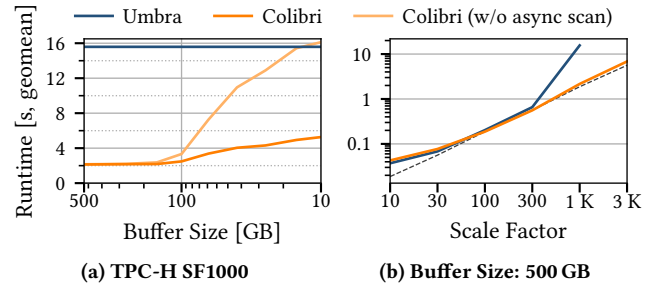 Umbra Colibri Colibri (w/o async scan)
Runtime [s, geomean]
16
12
8
4
0
500 100 10
Buffer Size [GB]
(a) TPC-H SF1000
10
1
0.1
10 30 100 300 1 K 3 K
Scale Factor
(b) Buffer Size: 500 GB